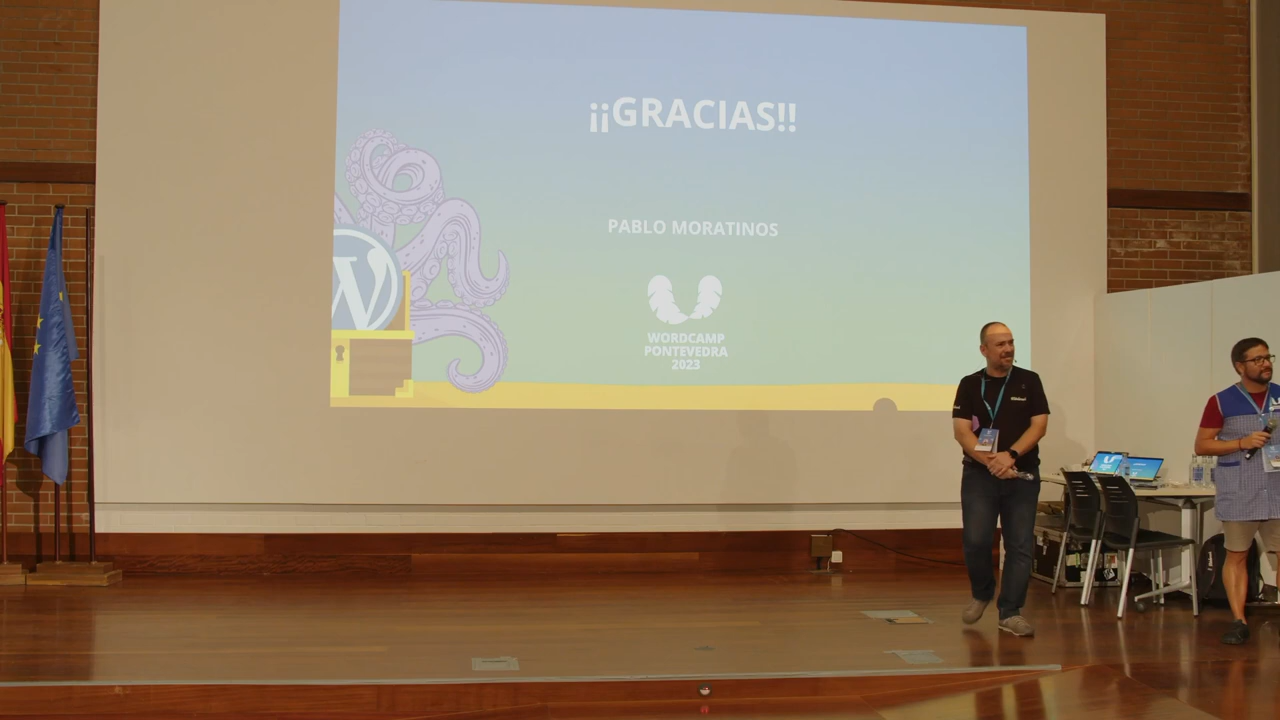 ¡¡GRACIAS!!
PABLO MORATINOS
WORDCAMP
PONTEVEDRA
2023